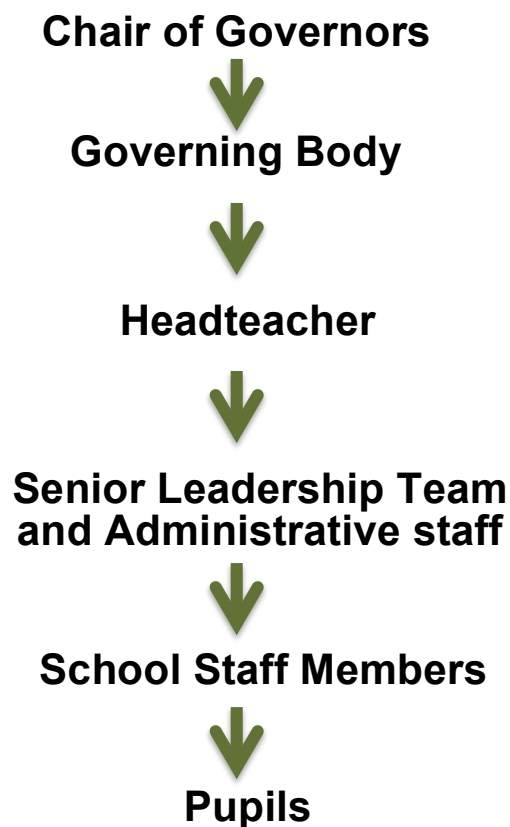 Chair of Governors
Governing Body
Headteacher
Senior Leadership Team
and Administrative staff
School Staff Members
Pupils